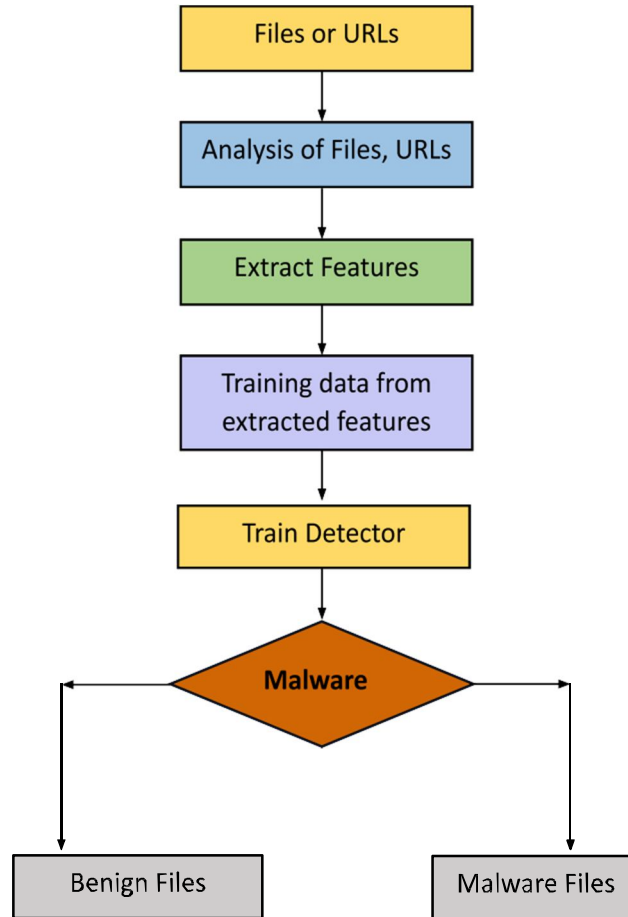 Files or URLs
Analysis of Files, URLs
Extract Features
Training data from
extracted features
Train Detector
Malware
Benign Files
Malware Files